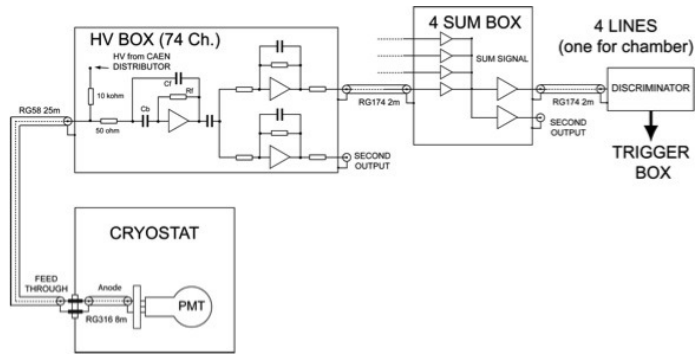 HV BOX (74 Ch.)
HV from CAEN
DISTRIBUTOR
Cf
Rf
10 kohm
Cb
50 ohm
RG58 25m
SECOND
OUTPUT
RG174 2m
4 SUM BOX
SUM SIGNAL
SECOND
OUTPUT
RG174 2m
4 LINES
(one for chamber)
DISCRIMINATOR
TRIGGER
BOX
CRYOSTAT
FEED
THROUGH
Anode
RG316 8m
PMT